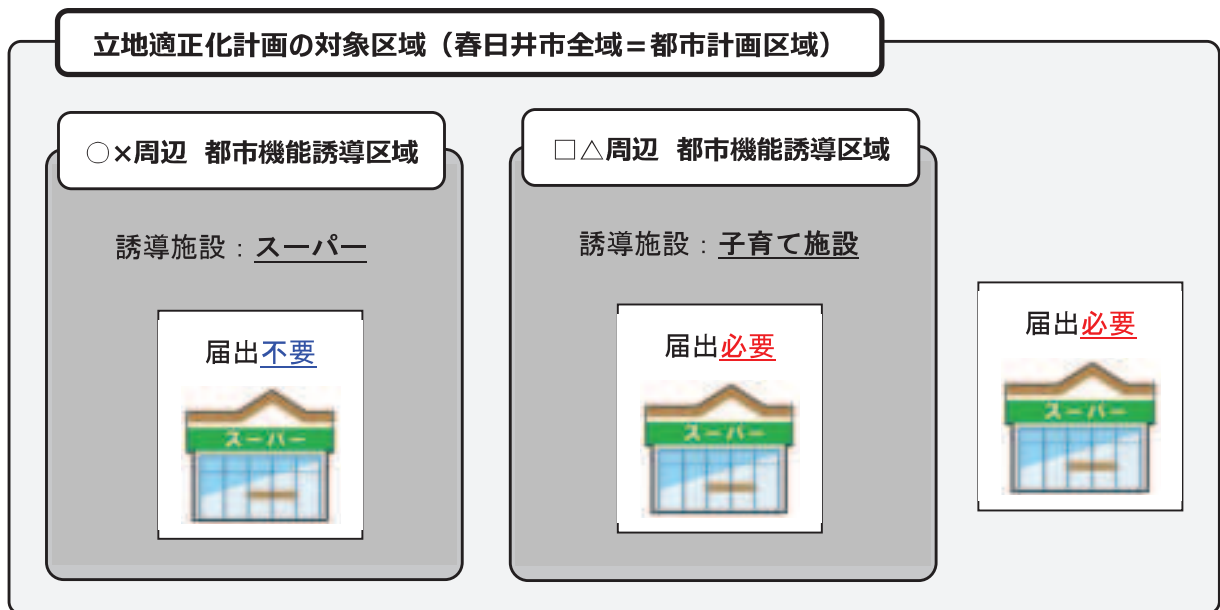 立地適正化計画の対象区域（春日井市全域＝都市計画区域）
○×周辺 都市機能誘導区域
誘導施設：スーパー
届出不要
スーパー
□△周辺 都市機能誘導区域
誘導施設：子育て施設
届出必要
スーパー
届出必要
スーパー